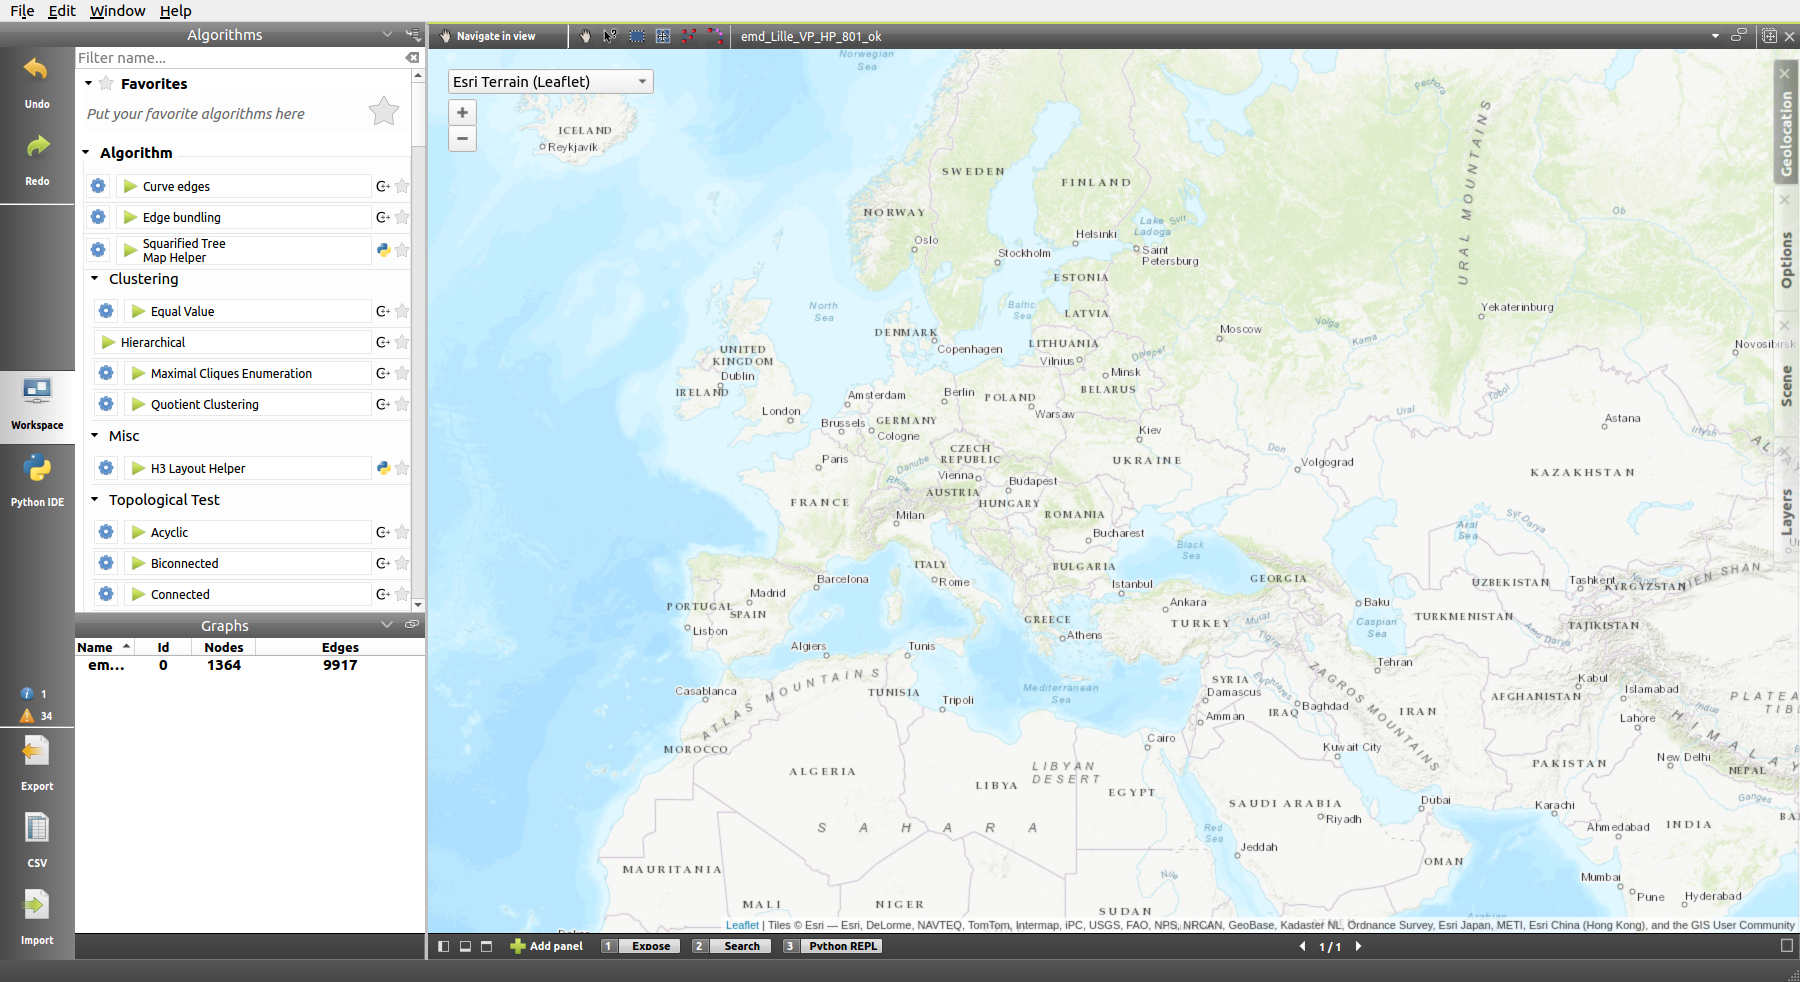 File Edit Window Help
Algorithms
Navigate in view
emd_Lille_VP_HP_801_ok
Undo
Redo
Workspace
Python IDE
1
34
Export
CSV
Import
Filter name...
Favorites
Put your favorite algorithms here
Algorithm
Curve edges
Edge bundling
Squarified Tree
Map Helper
Clustering
Equal Value
Hierarchical
Maximal Cliques Enumeration
Quotient Clustering
Misc
H3 Layout Helper
Topological Test
Acyclic
Biconnected
Connected
Graphs
Name Id Nodes Edges
em... 0 1364 9917
Esri Terrain (Leaflet)
+
−
Geolocation
Options
Scene
Layers
Norwegian
Sea
ICELAND
Reykjavík
SWEDEN
FINLAND
NORWAY
Oslo
Helsinki
Lake Svir
Ladoga
Saint
Petersburg
Stockholm
ESTONIA
Pechora
URAL MOUNTAINS
Ob
Yekaterinburg
North
Sea
Baltic
Sea
LATVIA
DENMARK
Copenhagen
LITHUANIA
Vilnius
Dnieper
Moscow
Volga
Kama
Novosibirsk
UNITED
KINGDOM
Dublin
IRELAND
Minsk
BELARUS
Amsterdam
Berlin
POLAND
Warsaw
London
Brussels
GERMANY
Cologne
Kiev
Tobol
Ural
Astana
Irtysh
Paris
CZECH
REPUBLIC
Danube
Vienna
Rhine
AUSTRIA
Budapest
HUNGARY
UKRAINE
Don
Volgograd
KAZAKHSTAN
FRANCE
Milan
ROMANIA
Bucharest
Black
Sea
Aral
Sea
Syr Darya
ITALY
Rome
BULGARIA
Istanbul
GEORGIA
UZBEKISTAN
Tashkent
KYRGYZSTAN
TIEN SHAN
Barcelona
Madrid
PORTUGAL
SPAIN
Lisbon
Ankara
TURKEY
Murat
Tigris
Baku
Caspian
Sea
TURKMENISTAN
Amu Darya
TAJIKISTAN
GREECE
Athens
Algiers
Tunis
Tehran
Casablanca
ATLAS MOUNTAINS
TUNISIA
Tripoli
Mediterranean
Sea
SYRIA
Damascus
Euphrates
Baghdad
IRAQ
Amman
ZAGROS MOUNTAINS
IRAN
AFGHANISTAN
Kabul
Islamabad
Lahore
Indus
MOROCCO
Cairo
Kuwait City
PAKISTAN
New Delhi
NEPAL
ALGERIA
LIBYA
LIBYAN
DESERT
EGYPT
SAUDI ARABIA
Riyadh
Dubai
Karachi
Ganges
Ahmedabad
INDIA
SAHARA
Red
Sea
Jeddah
OMAN
MAURITANIA
Nile
Mumbai
Pune
Hyderabad
MALI
NIGER
SUDAN
Leaflet | Tiles © Esri — Esri, DeLorme, NAVTEQ, TomTom, Intermap, iPC, USGS, FAO, NPS, NRCAN, GeoBase, Kadaster NL, Ordnance Survey, Esri Japan, METI, Esri China (Hong Kong), and the GIS User Community
Add panel 1 Expose 2 Search 3 Python REPL
1 / 1